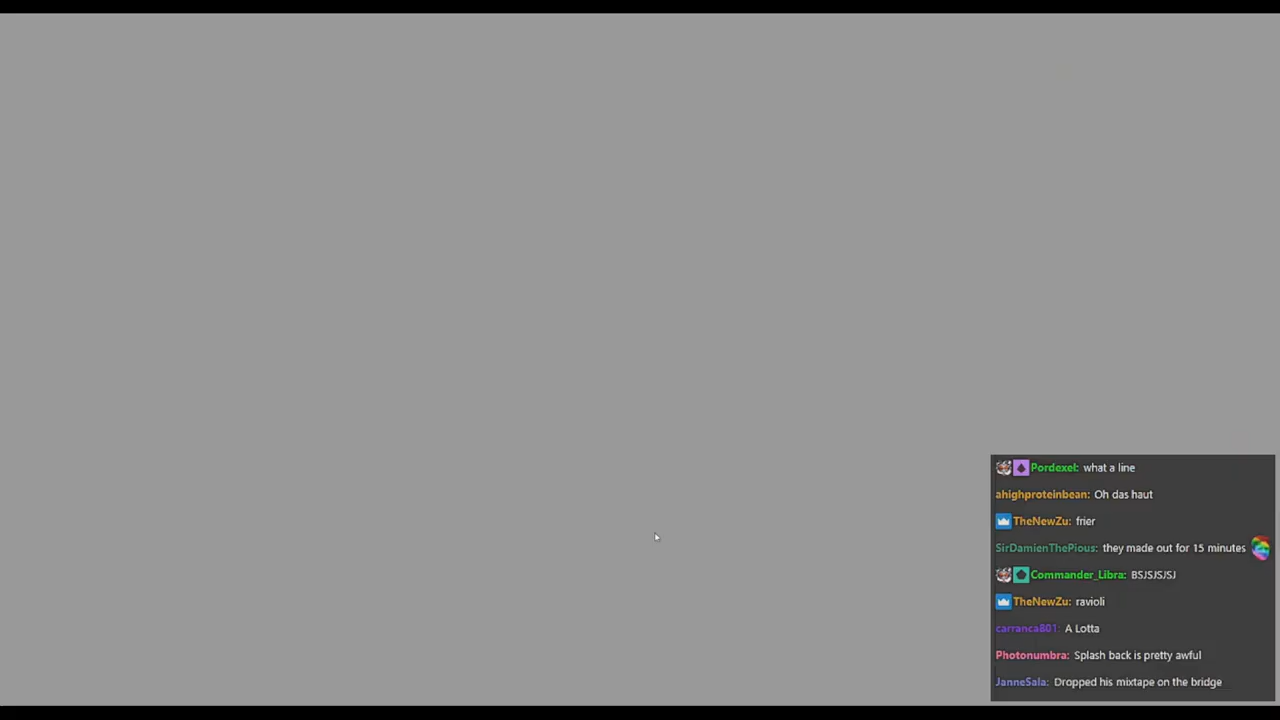 Pordexel: what a line
ahighproteinbean: Oh das haut
TheNewZu: frier
SirDamienThePious: they made out for 15 minutes
Commander_Libra: BSJSJSJSJ
TheNewZu: ravioli
carranca801: A Lotta
Photonumbra: Splash back is pretty awful
JanneSala: Dropped his mixtape on the bridge